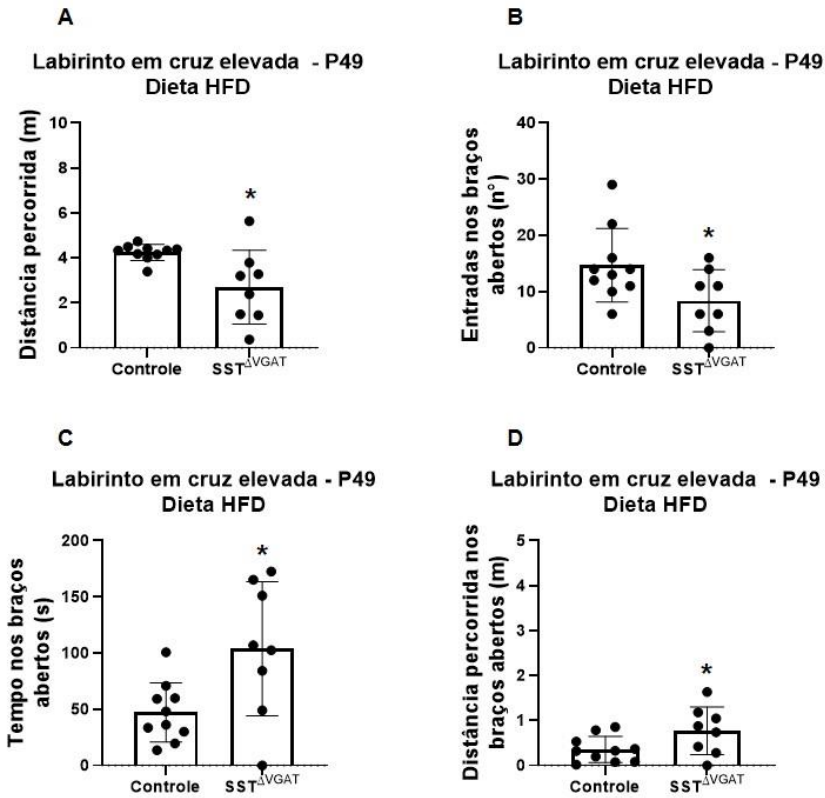 A
Labirinto em cruz elevada - P49
Dieta HFD
Distância percorrida (m)
10
8
6
4
2
0
*
Controle
SST^ΔVGAT
B
Labirinto em cruz elevada - P49
Dieta HFD
Entradas nos braços
abertos (n°)
40
30
20
10
0
*
Controle
SST^ΔVGAT
C
Labirinto em cruz elevada - P49
Dieta HFD
Tempo nos braços
abertos (s)
200
150
100
50
0
*
Controle
SST^ΔVGAT
D
Labirinto em cruz elevada - P49
Dieta HFD
Distância percorrida nos
braços abertos (m)
5
4
3
2
1
0
*
Controle
SST^ΔVGAT